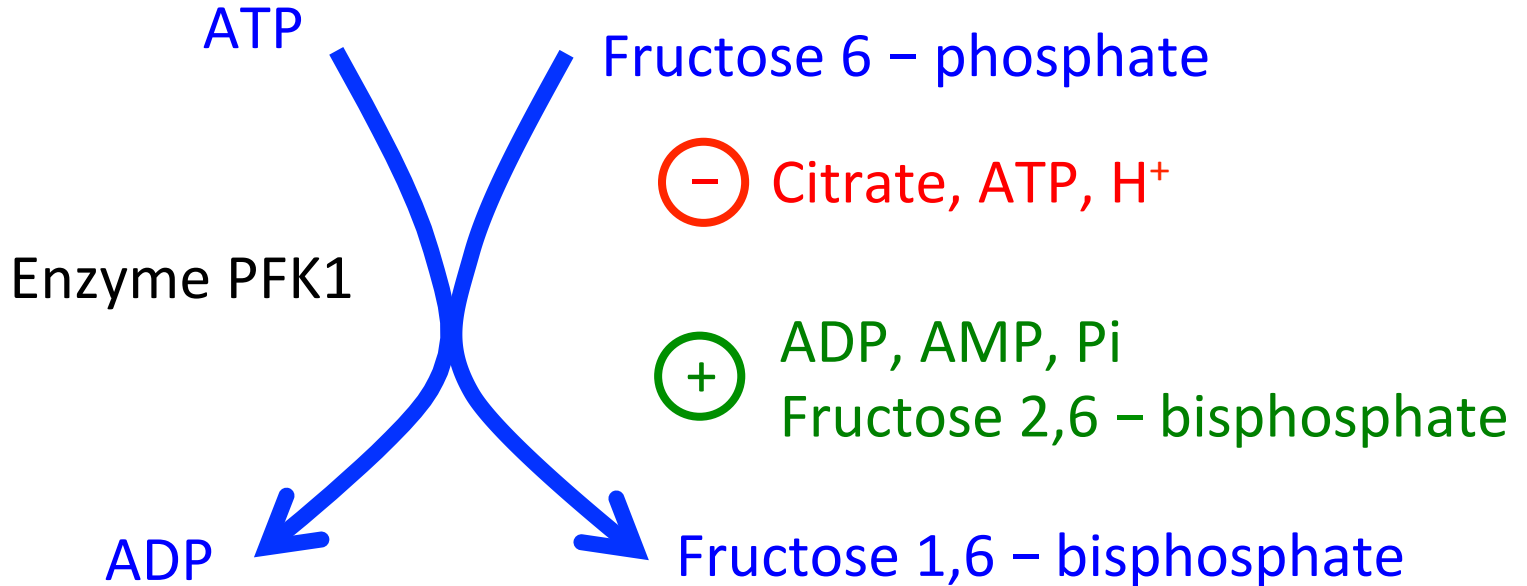 ATP
Fructose 6 − phosphate
− Citrate, ATP, H⁺
Enzyme PFK1
+ ADP, AMP, Pi
Fructose 2,6 − bisphosphate
ADP
Fructose 1,6 − bisphosphate